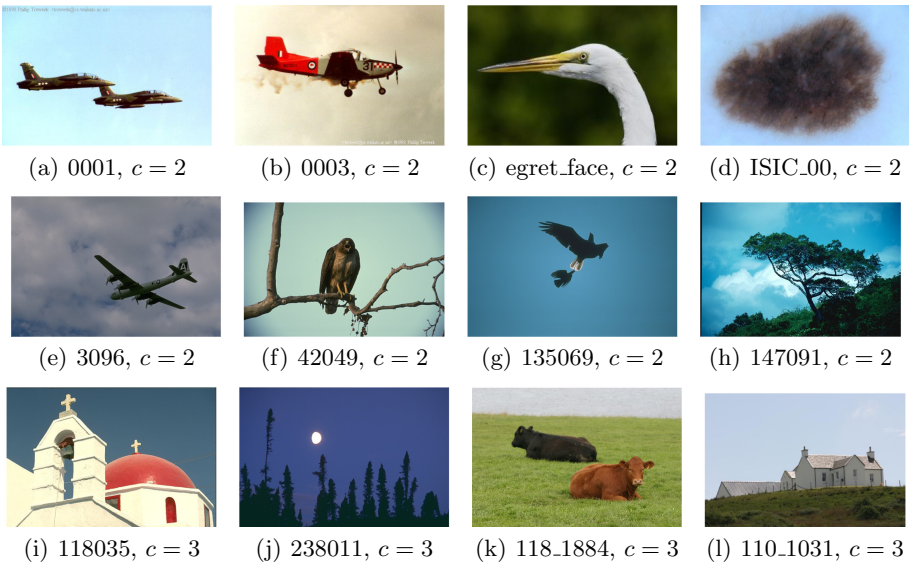 (a) 0001, c = 2
(b) 0003, c = 2
(c) egret_face, c = 2
(d) ISIC_00, c = 2
(e) 3096, c = 2
(f) 42049, c = 2
(g) 135069, c = 2
(h) 147091, c = 2
(i) 118035, c = 3
(j) 238011, c = 3
(k) 118_1884, c = 3
(l) 110_1031, c = 3